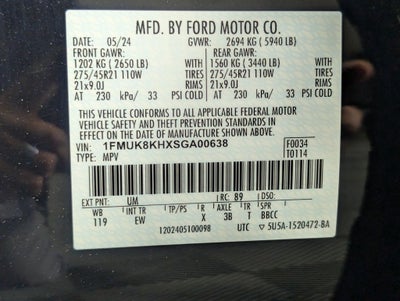 MFD. BY FORD MOTOR CO.
DATE: 05/24 GVWR: 2694 KG ( 5940 LB)
FRONT GAWR: REAR GAWR:
1202 KG ( 2650 LB) WITH 1560 KG ( 3440 LB) WITH
275/45R21 110W TIRES 275/45R21 110W TIRES
21x9.0J RIMS 21x9.0J RIMS
AT 230 kPa/ 33 PSI COLD AT 230 kPa/ 33 PSI COLD
THIS VEHICLE CONFORMS TO ALL APPLICABLE FEDERAL MOTOR
VEHICLE SAFETY AND THEFT PREVENTION STANDARDS IN EFFECT
ON THE DATE OF MANUFACTURE SHOWN ABOVE.
VIN: 1FMUK8KHXSGA00638 F0034
TYPE: MPV T0114
EXT PNT: UM RC: 89 DSO:
WB INT TR TP/PS R AXLE TR SPR
119 EW X 3B T BBCC
1202405100098 UTC 5U5A-1520472-BA